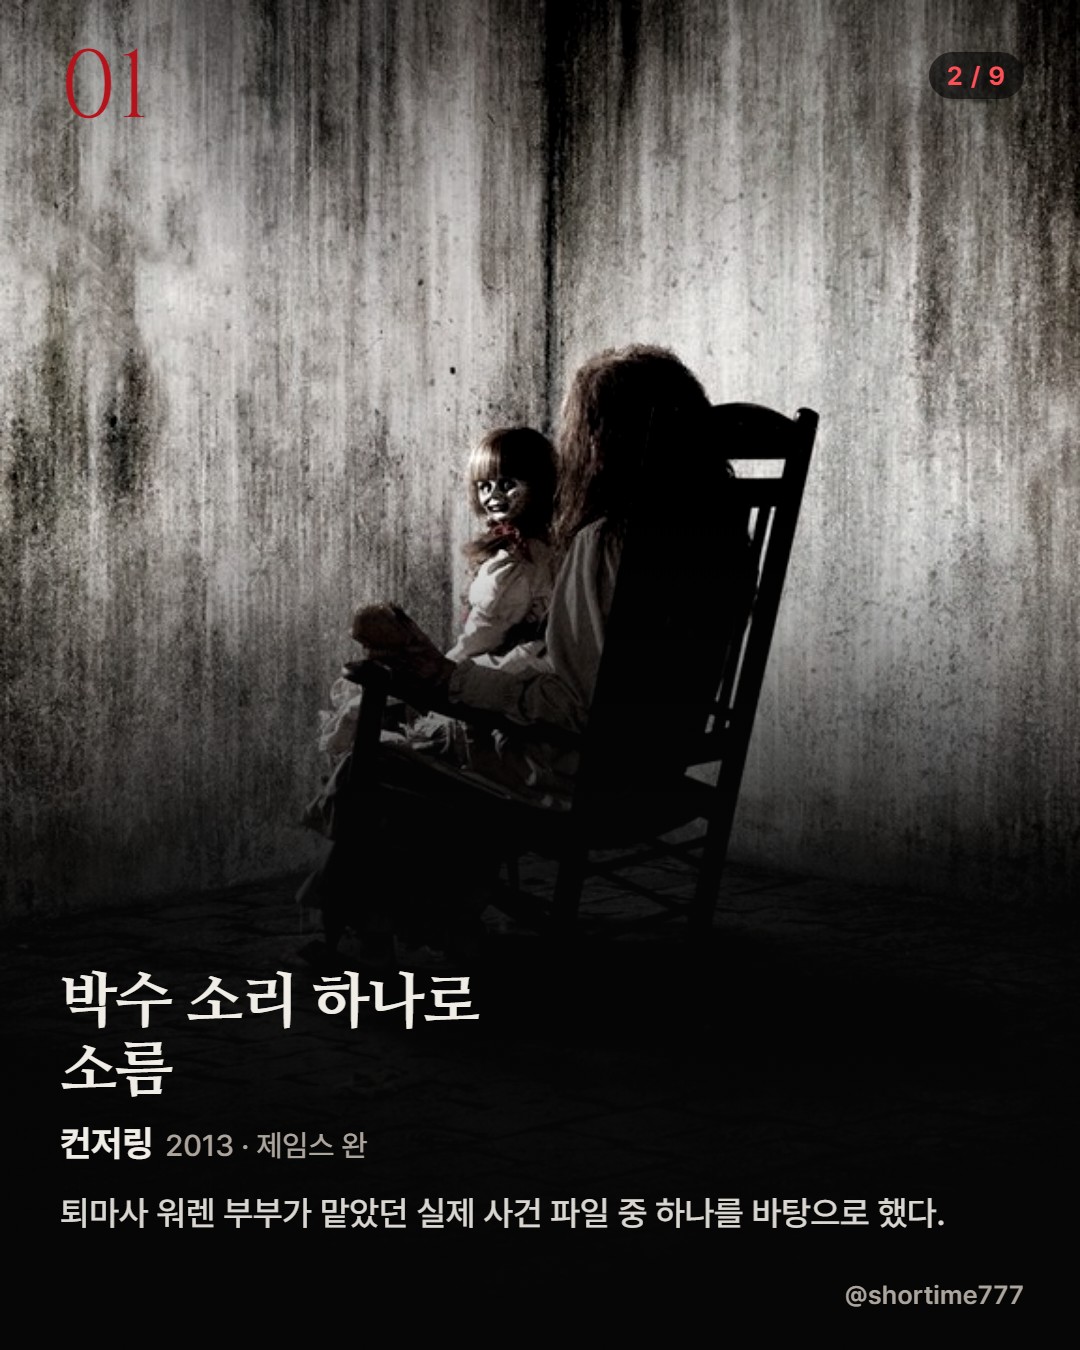 01
2 / 9
박수 소리 하나로
소름
컨저링 2013 · 제임스 완
퇴마사 워렌 부부가 맡았던 실제 사건 파일 중 하나를 바탕으로 했다.
@shortime777